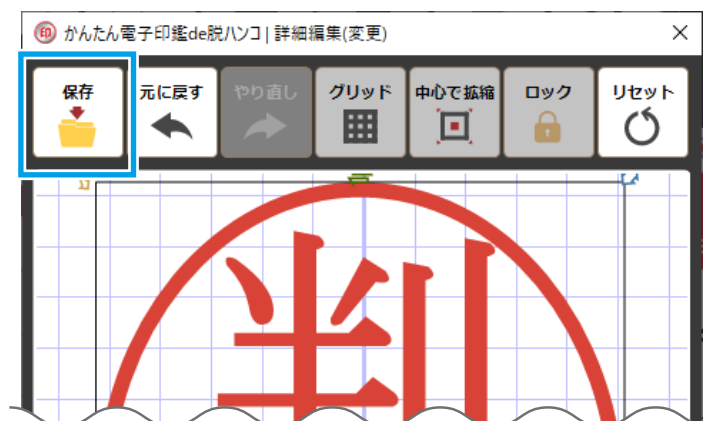 印 かんたん電子印鑑de脱ハンコ | 詳細編集(変更)
保存 元に戻す やり直し グリッド 中心で拡縮 ロック リセット
判